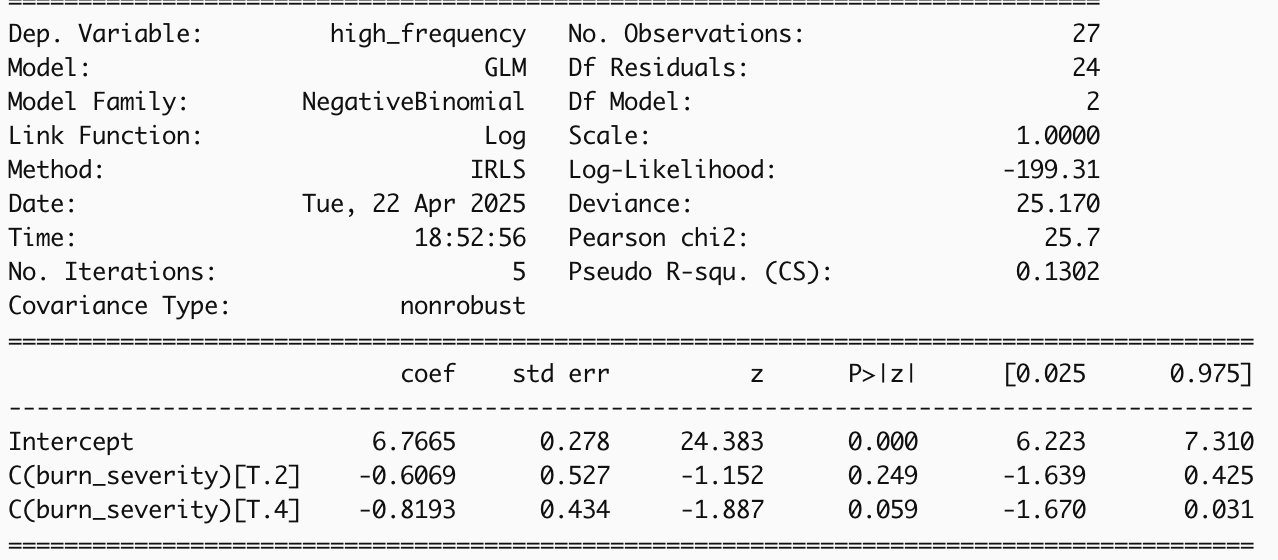 ==============================================================================
Dep. Variable:          high_frequency   No. Observations:                   27
Model:                             GLM   Df Residuals:                       24
Model Family:         NegativeBinomial   Df Model:                            2
Link Function:                     Log   Scale:                          1.0000
Method:                           IRLS   Log-Likelihood:                -199.31
Date:                 Tue, 22 Apr 2025   Deviance:                       25.170
Time:                         18:52:56   Pearson chi2:                     25.7
No. Iterations:                      5   Pseudo R-squ. (CS):             0.1302
Covariance Type:             nonrobust
=========================================================================================
                            coef    std err          z      P>|z|      [0.025      0.975]
-----------------------------------------------------------------------------------------
Intercept                 6.7665      0.278     24.383      0.000       6.223       7.310
C(burn_severity)[T.2]    -0.6069      0.527     -1.152      0.249      -1.639       0.425
C(burn_severity)[T.4]    -0.8193      0.434     -1.887      0.059      -1.670       0.031
=========================================================================================